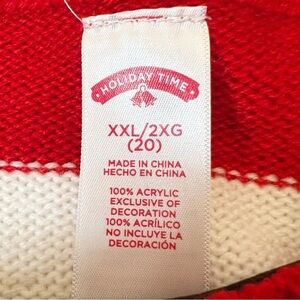 • HOLIDAY TIME •
XXL/2XG
(20)
MADE IN CHINA
HECHO EN CHINA
100% ACRYLIC
EXCLUSIVE OF
DECORATION
100% ACRÍLICO
NO INCLUYE LA
DECORACIÓN